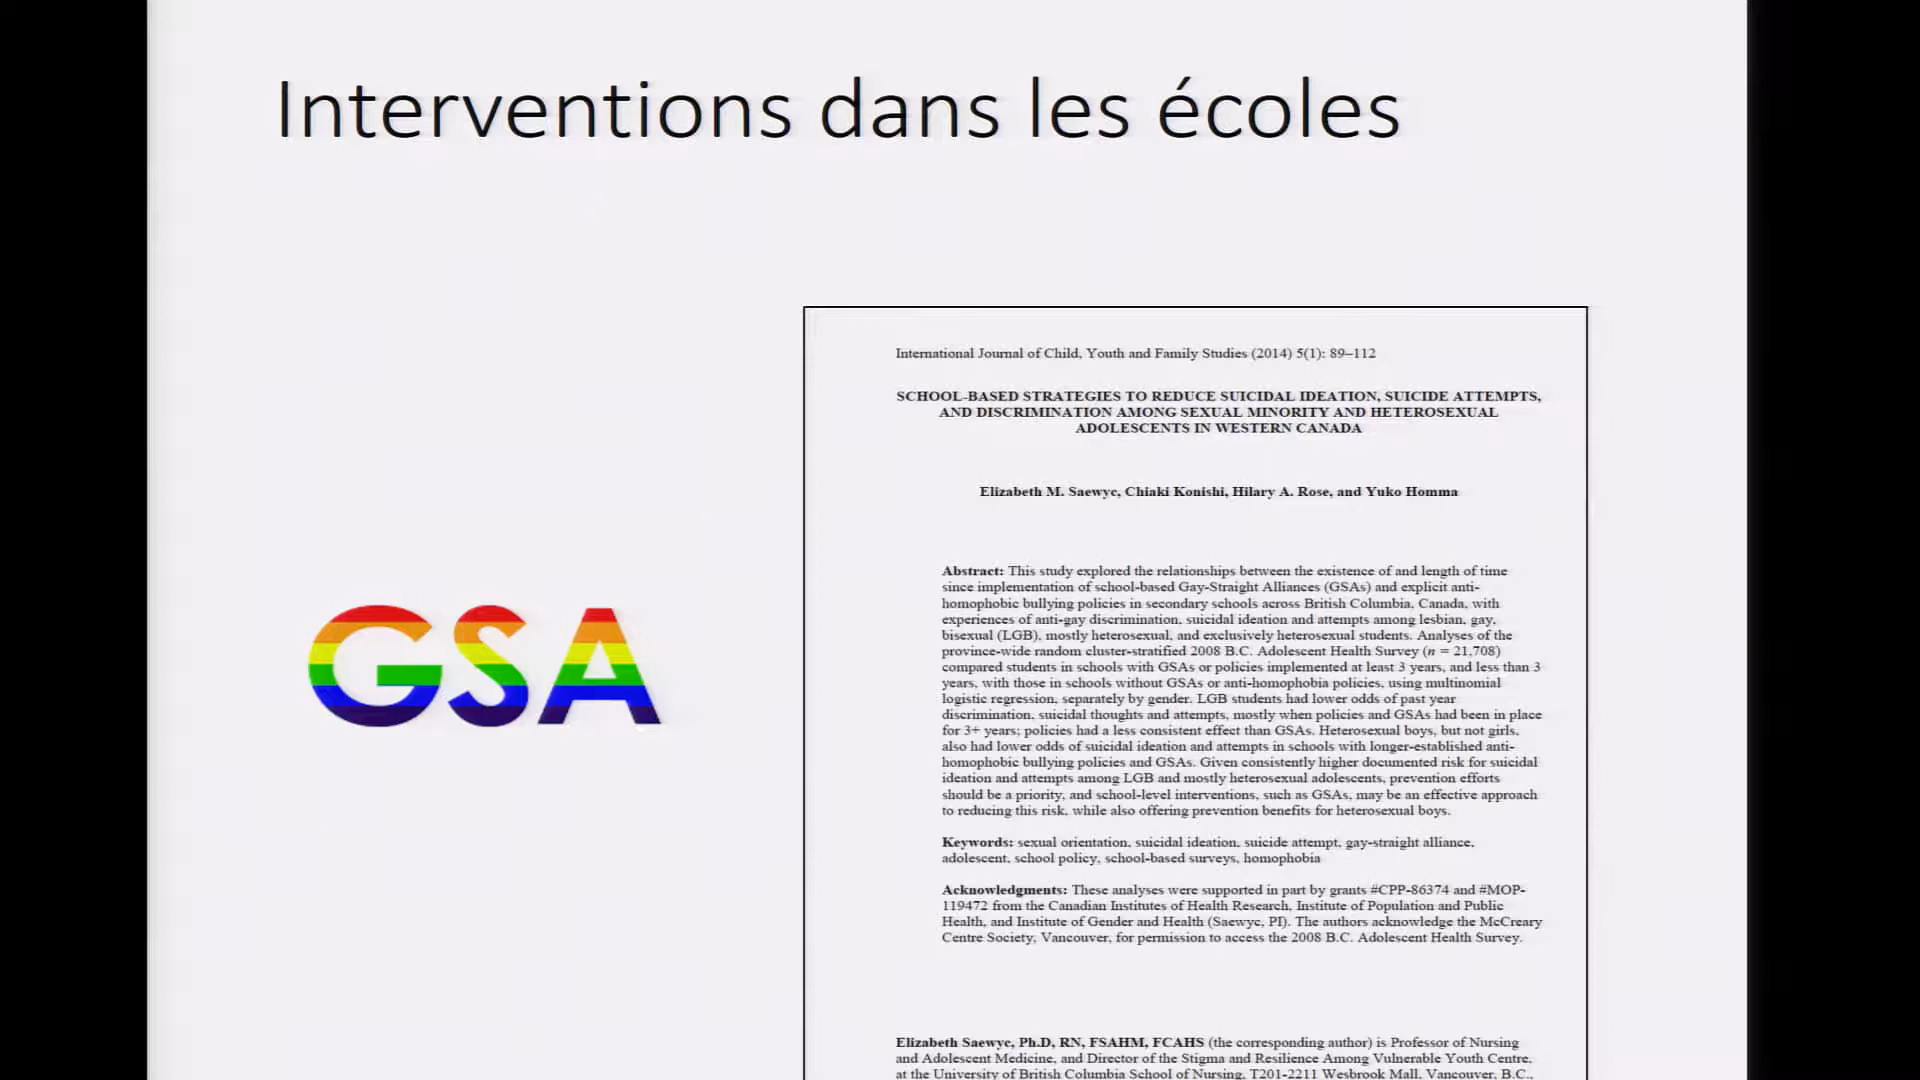 Interventions dans les écoles
GSA
International Journal of Child, Youth and Family Studies (2014) 5(1): 89–112
SCHOOL-BASED STRATEGIES TO REDUCE SUICIDAL IDEATION, SUICIDE ATTEMPTS,
AND DISCRIMINATION AMONG SEXUAL MINORITY AND HETEROSEXUAL
ADOLESCENTS IN WESTERN CANADA
Elizabeth M. Saewyc, Chiaki Konishi, Hilary A. Rose, and Yuko Homma
Abstract: This study explored the relationships between the existence of and length of time
since implementation of school-based Gay-Straight Alliances (GSAs) and explicit anti-
homophobic bullying policies in secondary schools across British Columbia, Canada, with
experiences of anti-gay discrimination, suicidal ideation and attempts among lesbian, gay,
bisexual (LGB), mostly heterosexual, and exclusively heterosexual students. Analyses of the
province-wide random cluster-stratified 2008 B.C. Adolescent Health Survey (n = 21,708)
compared students in schools with GSAs or policies implemented at least 3 years, and less than 3
years, with those in schools without GSAs or anti-homophobia policies, using multinomial
logistic regression, separately by gender. LGB students had lower odds of past year
discrimination, suicidal thoughts and attempts, mostly when policies and GSAs had been in place
for 3+ years; policies had a less consistent effect than GSAs. Heterosexual boys, but not girls,
also had lower odds of suicidal ideation and attempts in schools with longer-established anti-
homophobic bullying policies and GSAs. Given consistently higher documented risk for suicidal
ideation and attempts among LGB and mostly heterosexual adolescents, prevention efforts
should be a priority, and school-level interventions, such as GSAs, may be an effective approach
to reducing this risk, while also offering prevention benefits for heterosexual boys.
Keywords: sexual orientation, suicidal ideation, suicide attempt, gay-straight alliance,
adolescent, school policy, school-based surveys, homophobia
Acknowledgments: These analyses were supported in part by grants #CPP-86374 and #MOP-
119472 from the Canadian Institutes of Health Research, Institute of Population and Public
Health, and Institute of Gender and Health (Saewyc, PI). The authors acknowledge the McCreary
Centre Society, Vancouver, for permission to access the 2008 B.C. Adolescent Health Survey.
Elizabeth Saewyc, Ph.D, RN, FSAHM, FCAHS (the corresponding author) is Professor of Nursing
and Adolescent Medicine, and Director of the Stigma and Resilience Among Vulnerable Youth Centre,
at the University of British Columbia School of Nursing, T201-2211 Wesbrook Mall, Vancouver, B.C.,